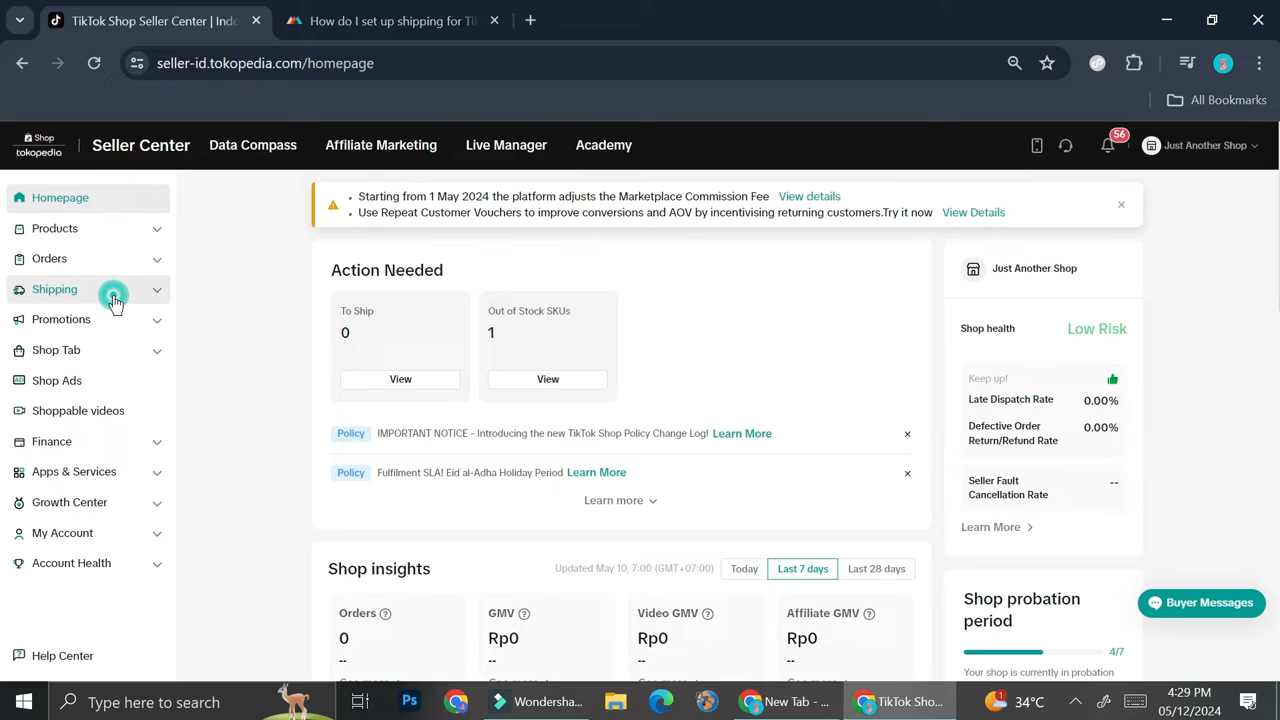 TikTok Shop Seller Center | Indo
How do I set up shipping for Ti
seller-id.tokopedia.com/homepage
All Bookmarks
Shop
tokopedia
Seller Center
Data Compass
Affiliate Marketing
Live Manager
Academy
56
Just Another Shop
Homepage
Products
Orders
Shipping
Promotions
Shop Tab
Shop Ads
Shoppable videos
Finance
Apps & Services
Growth Center
My Account
Account Health
Help Center
Starting from 1 May 2024 the platform adjusts the Marketplace Commission Fee View details
Use Repeat Customer Vouchers to improve conversions and AOV by incentivising returning customers.Try it now View Details
Action Needed
To Ship
0
View
Out of Stock SKUs
1
View
Policy IMPORTANT NOTICE - Introducing the new TikTok Shop Policy Change Log! Learn More
Policy Fulfilment SLA! Eid al-Adha Holiday Period Learn More
Learn more
Just Another Shop
Shop health Low Risk
Keep up!
Late Dispatch Rate 0.00%
Defective Order
Return/Refund Rate
0.00%
Seller Fault
Cancellation Rate
--
Learn More
Shop insights
Updated May 10, 7:00 (GMT+07:00)
Today
Last 7 days
Last 28 days
Orders
0
--
GMV
Rp0
--
Video GMV
Rp0
--
Affiliate GMV
Rp0
--
Shop probation
period
4/7
Your shop is currently in probation
Buyer Messages
Type here to search
Ps
Wondersha...
New Tab - ...
TikTok Sho...
1
34°C
4:29 PM
05/12/2024